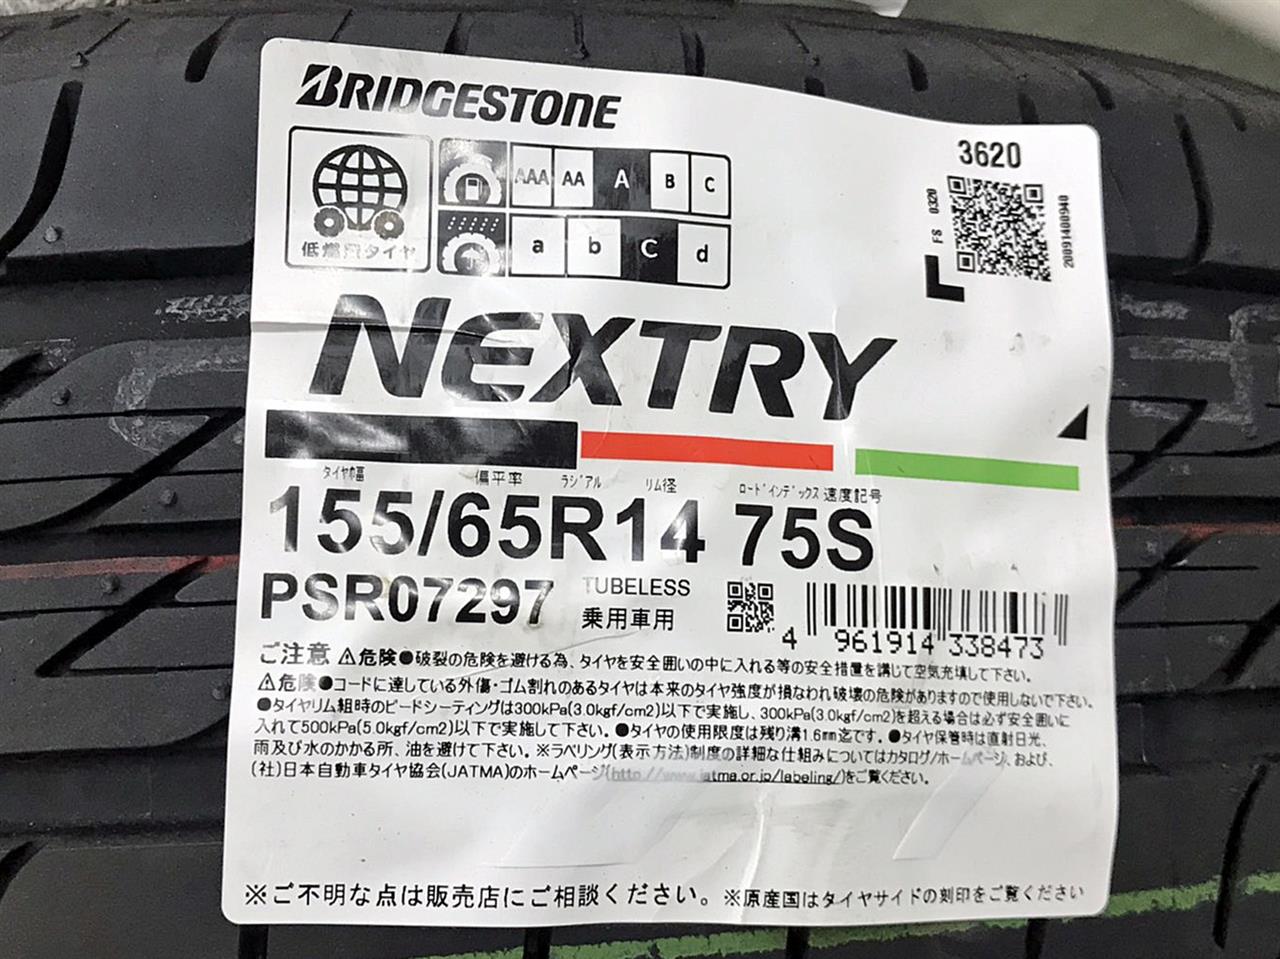 BRIDGESTONE
低燃費タイヤ
AAA AA A B C
a b c d
3620
FS 0320
20091400940
L
NEXTRY
タイヤ巾幅 偏平率 ラジアル リム径 ロードインデックス 速度記号
155/65R14 75S
PSR07297
TUBELESS
乗用車用
4 961914 338473
ご注意 ⚠危険●破裂の危険を避ける為、タイヤを安全囲いの中に入れる等の安全措置を講じて空気充填して下さい。
⚠危険●コードに達している外傷・ゴム割れのあるタイヤは本来のタイヤ強度が損なわれ破壊の危険がありますので使用しないで下さい。
●タイヤリム組時のビードシーティングは300kPa(3.0kgf/cm2)以下で実施し、300kPa(3.0kgf/cm2)を超える場合は必ず安全囲いに
入れて500kPa(5.0kgf/cm2)以下で実施して下さい。●タイヤの使用限度は残り溝1.6mm迄です。●タイヤ保管時は直射日光、
雨及び水のかかる所、油を避けて下さい。※ラベリング(表示方法)制度の詳細な仕組みについてはカタログ/ホームページ、および、
(社)日本自動車タイヤ協会(JATMA)のホームページ(http://www.jatma.or.jp/labeling/)をご覧ください。
※ご不明な点は販売店にご相談ください。※原産国はタイヤサイドの刻印をご覧ください